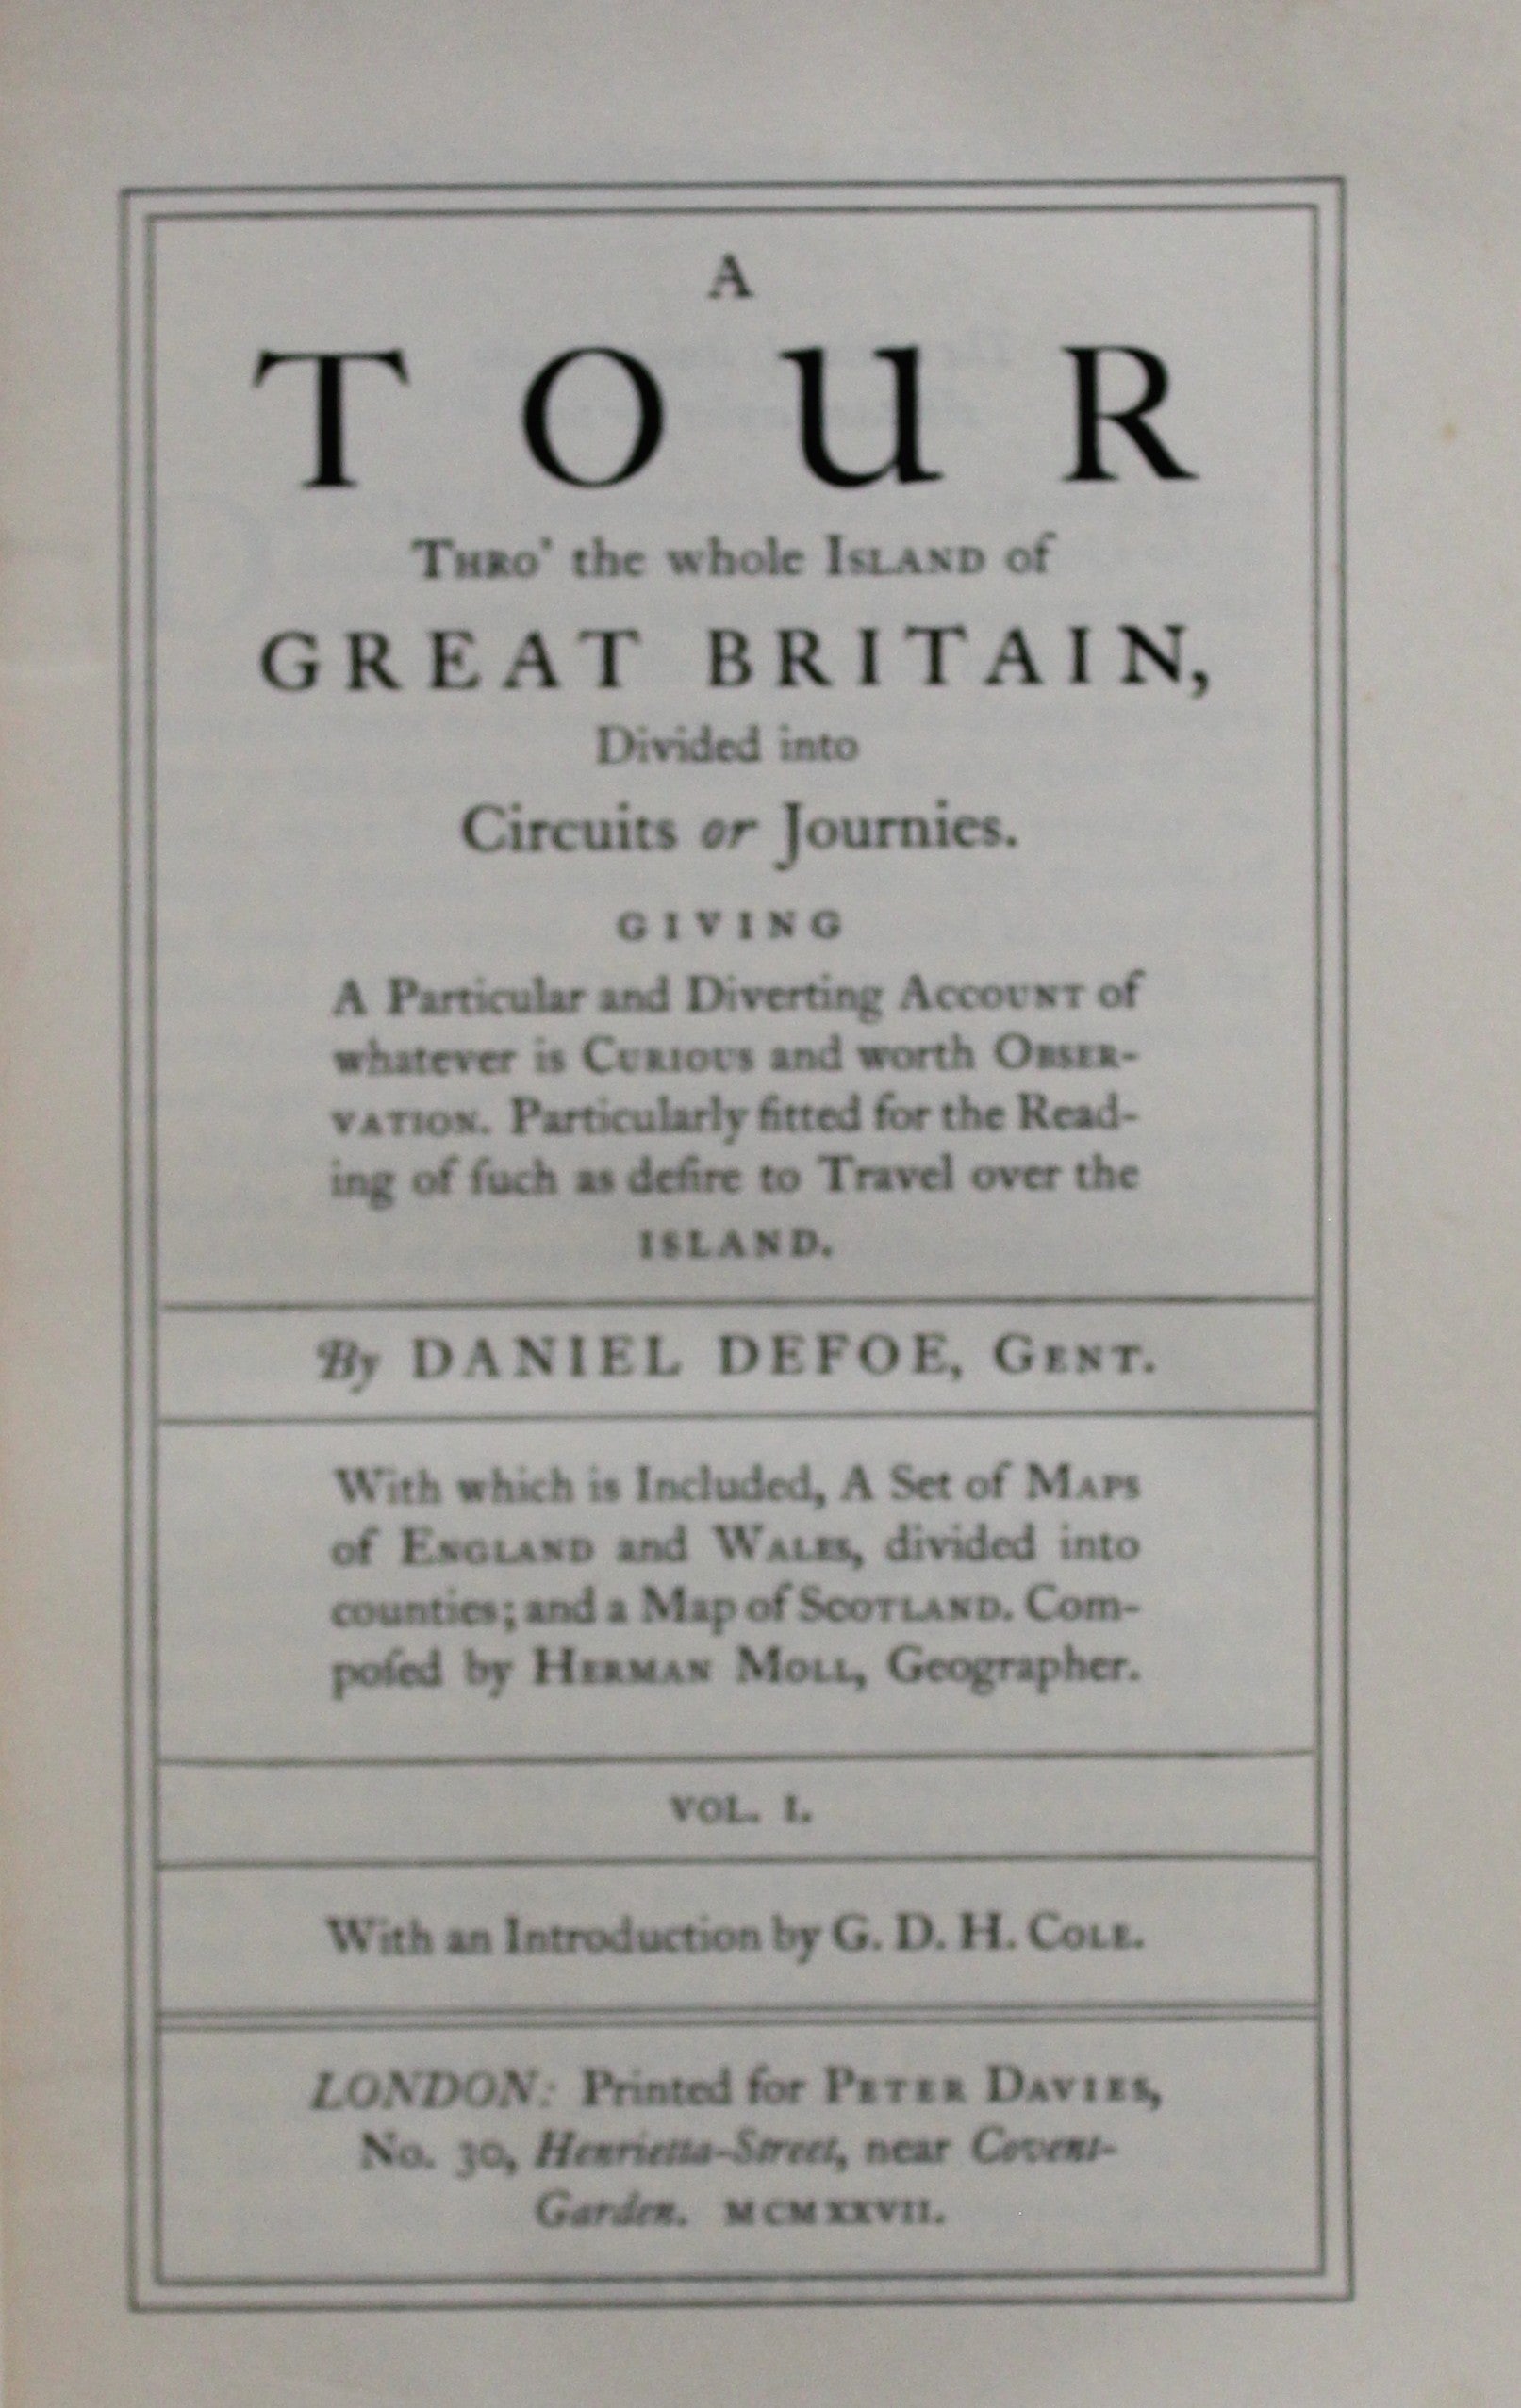 A
TOUR
THRO' the whole ISLAND of
GREAT BRITAIN,
Divided into
Circuits or Journies.
GIVING
A Particular and Diverting ACCOUNT of
whatever is CURIOUS and worth OBSER-
VATION. Particularly fitted for the Read-
ing of ſuch as deſire to Travel over the
ISLAND.
By DANIEL DEFOE, GENT.
With which is Included, A Set of MAPS
of ENGLAND and WALES, divided into
counties; and a Map of SCOTLAND. Com-
poſed by HERMAN MOLL, Geographer.
VOL. I.
With an Introduction by G. D. H. COLE.
LONDON: Printed for PETER DAVIES,
No. 30, Henrietta-Street, near Covent-
Garden. MCMXXVII.